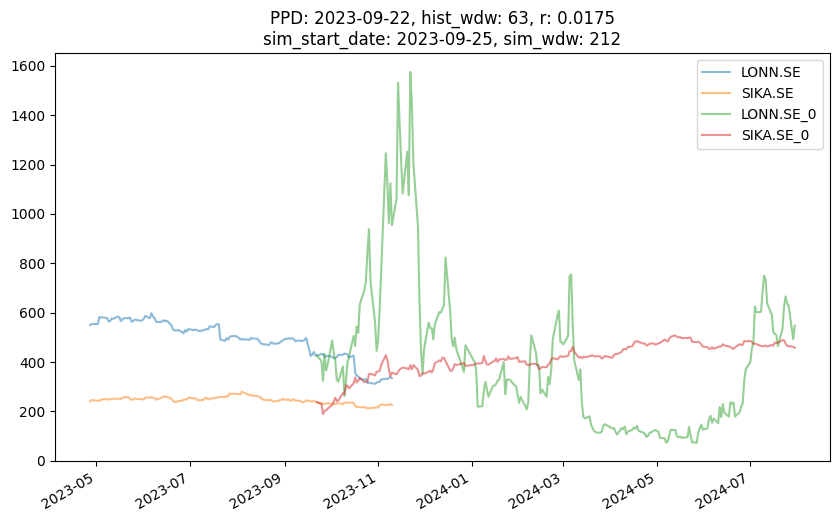 PPD: 2023-09-22, hist_wdw: 63, r: 0.0175
sim_start_date: 2023-09-25, sim_wdw: 212
LONN.SE
SIKA.SE
LONN.SE_0
SIKA.SE_0
1600
1400
1200
1000
800
600
400
200
0
2023-05
2023-07
2023-09
2023-11
2024-01
2024-03
2024-05
2024-07